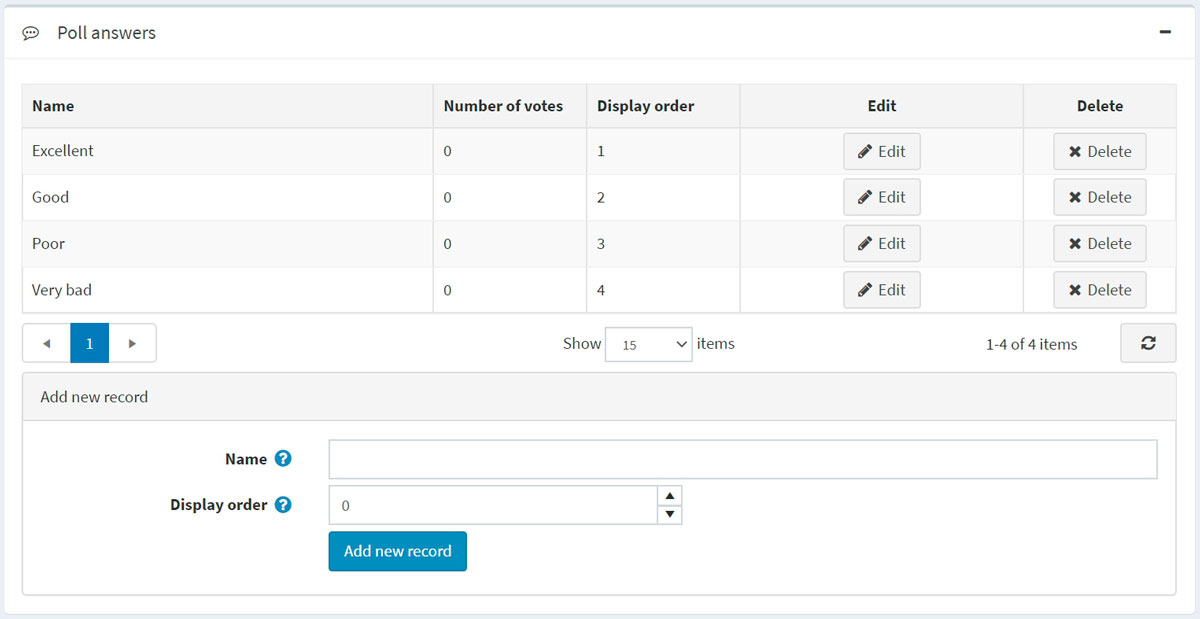 Poll answers
Name Number of votes Display order Edit Delete
Excellent 0 1 Edit Delete
Good 0 2 Edit Delete
Poor 0 3 Edit Delete
Very bad 0 4 Edit Delete
1 Show 15 items 1-4 of 4 items
Add new record
Name
Display order 0
Add new record